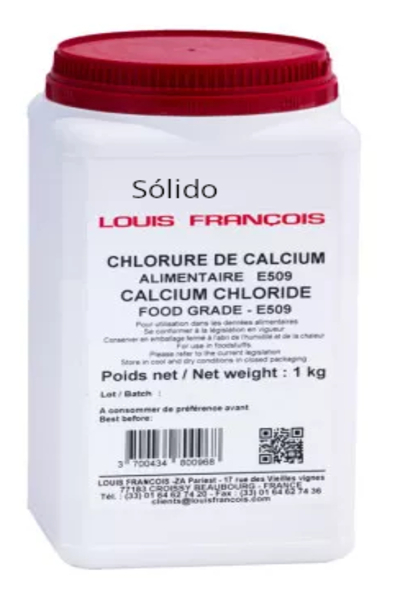 Sólido
LOUIS FRANÇOIS
CHLORURE DE CALCIUM
ALIMENTAIRE E509
CALCIUM CHLORIDE
FOOD GRADE - E509
Pour utilisation dans les denrées alimentaires
Se conformer à la législation en vigueur
Conserver en emballage fermé à l'abri de l'humidité et de la chaleur
For use in foodstuffs
Please refer to the current legislation
Store in cool and dry conditions in closed packaging
Poids net / Net weight : 1 kg
Lot / Batch :
A consommer de préférence avant
Best before:
3 700434 800968
LOUIS FRANCOIS -ZA Pariest - 17 rue des Vieilles vignes
77183 CROISSY BEAUBOURG - FRANCE
Tél. : (33) 01 64 62 74 20 - Fax : (33) 01 64 62 74 36
clients@louisfrancois.com